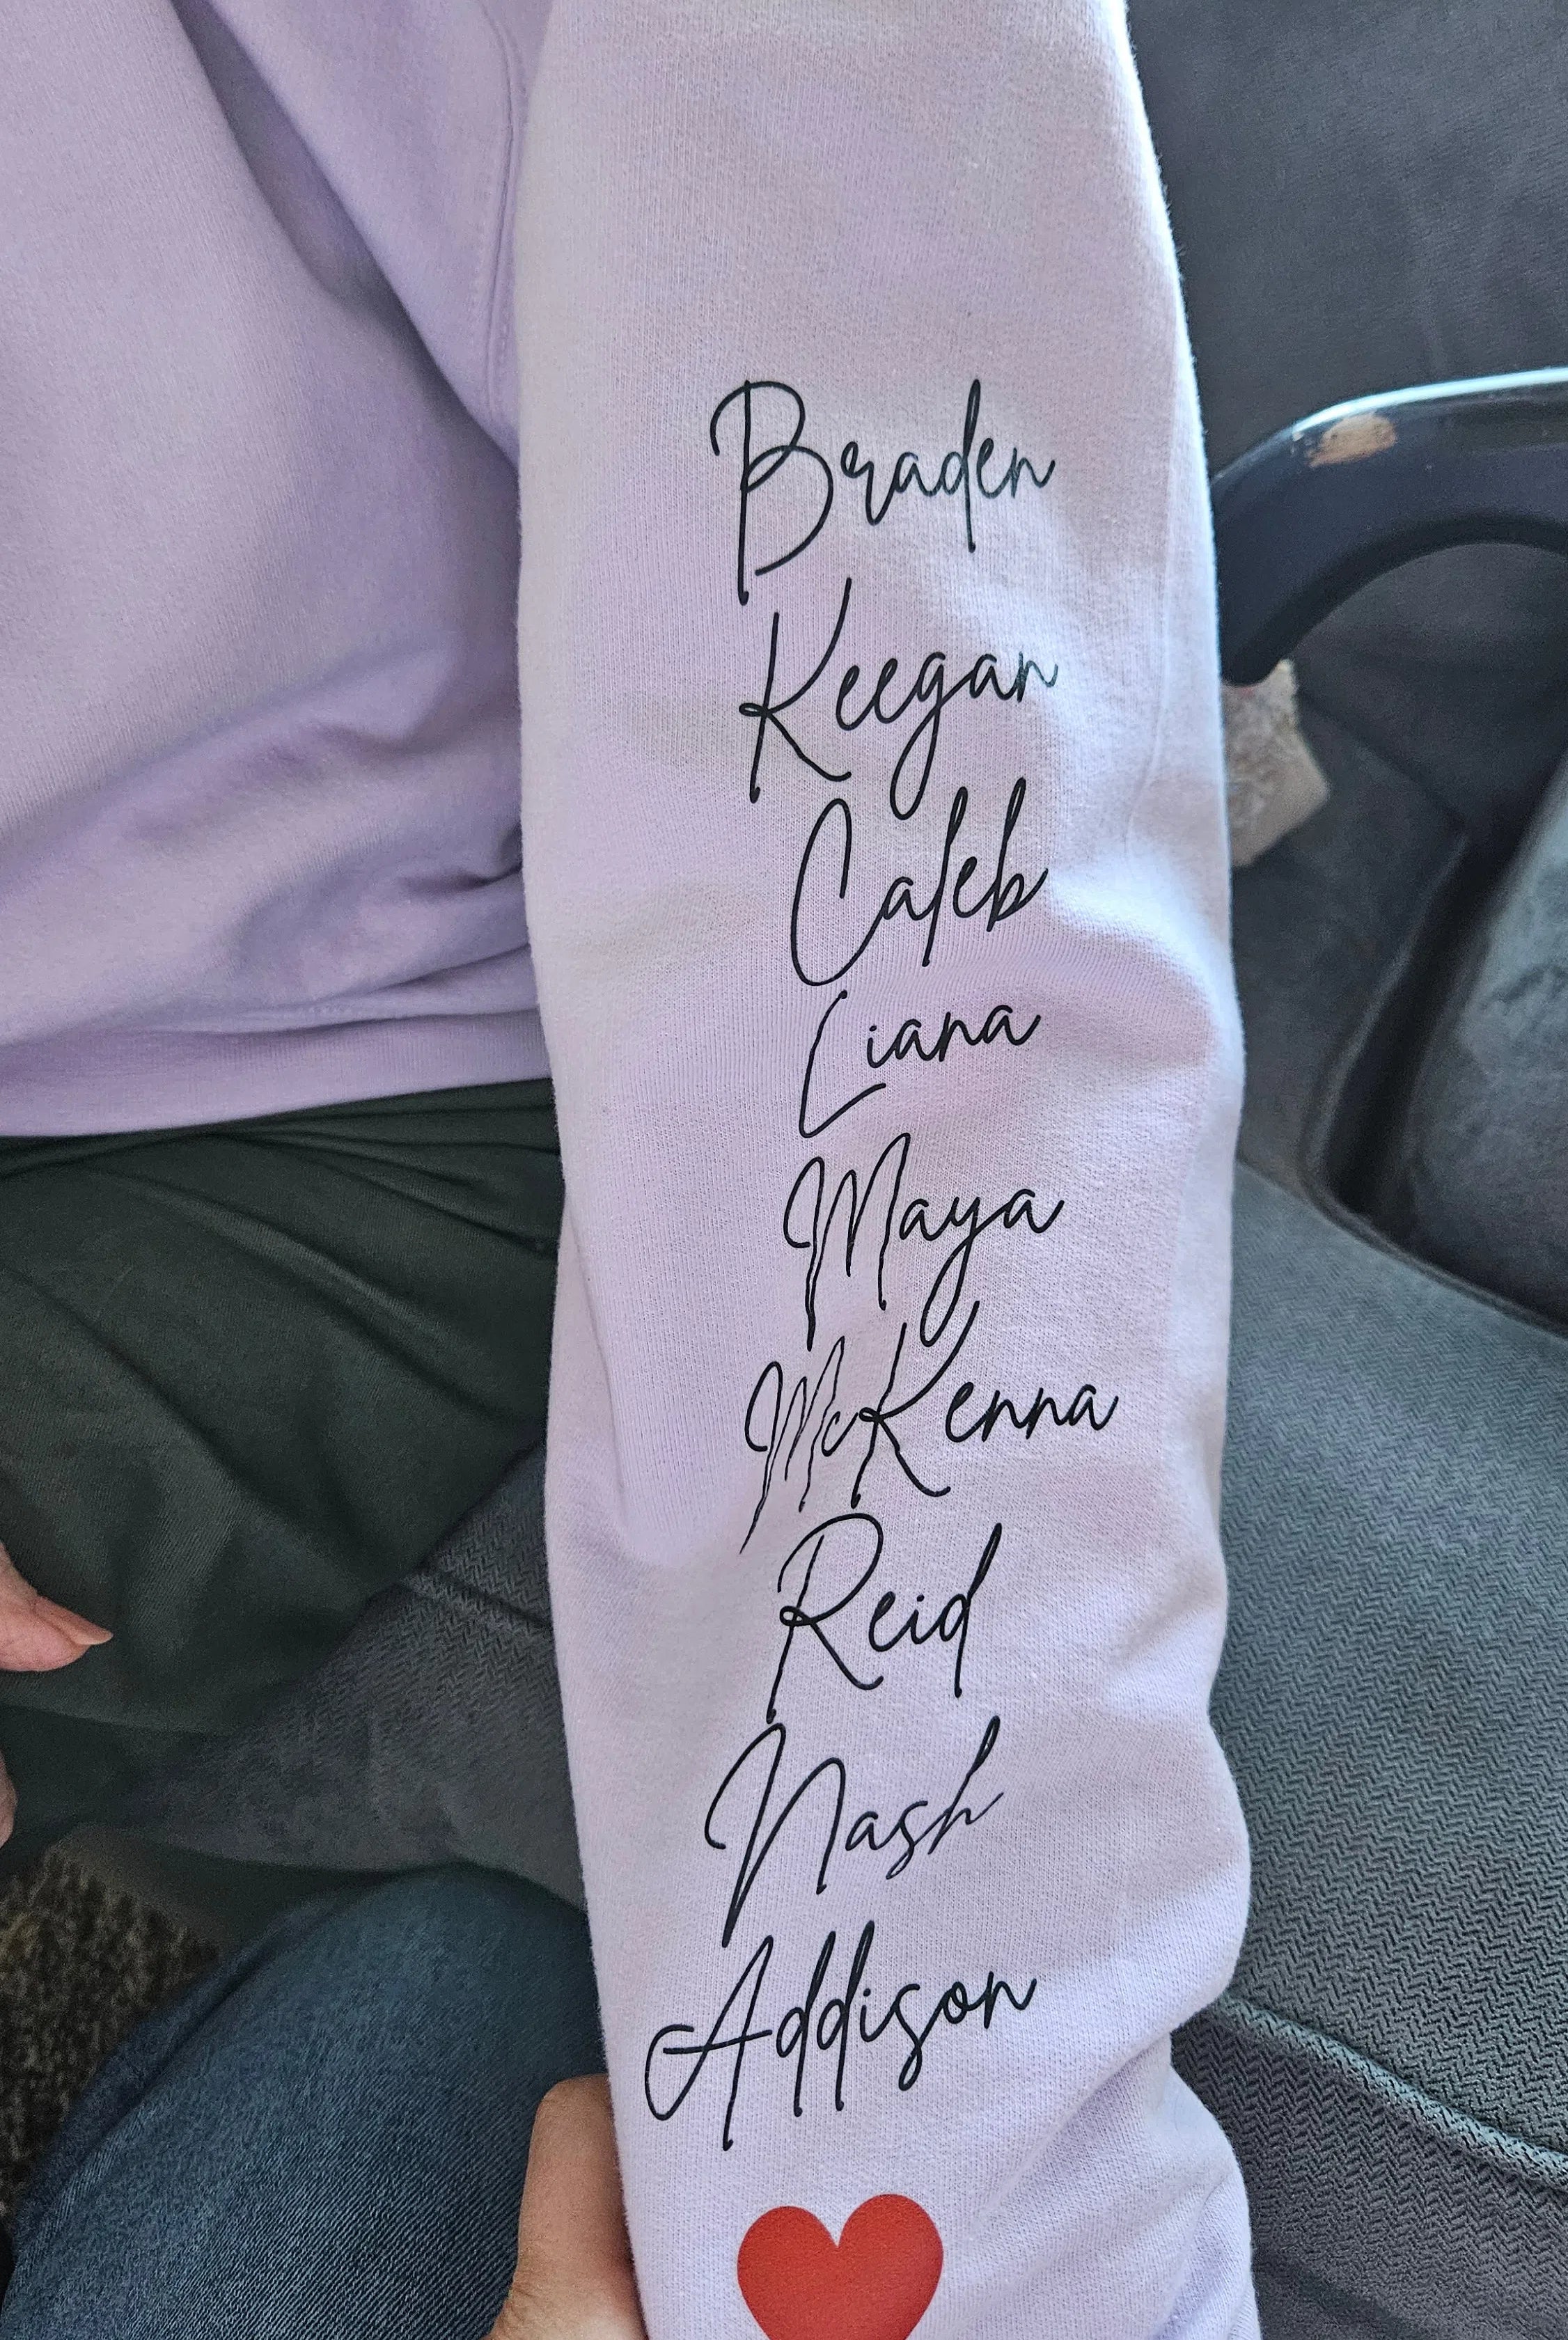 Braden
Keegan
Caleb
Liana
Maya
McKenna
Reid
Nash
Addison